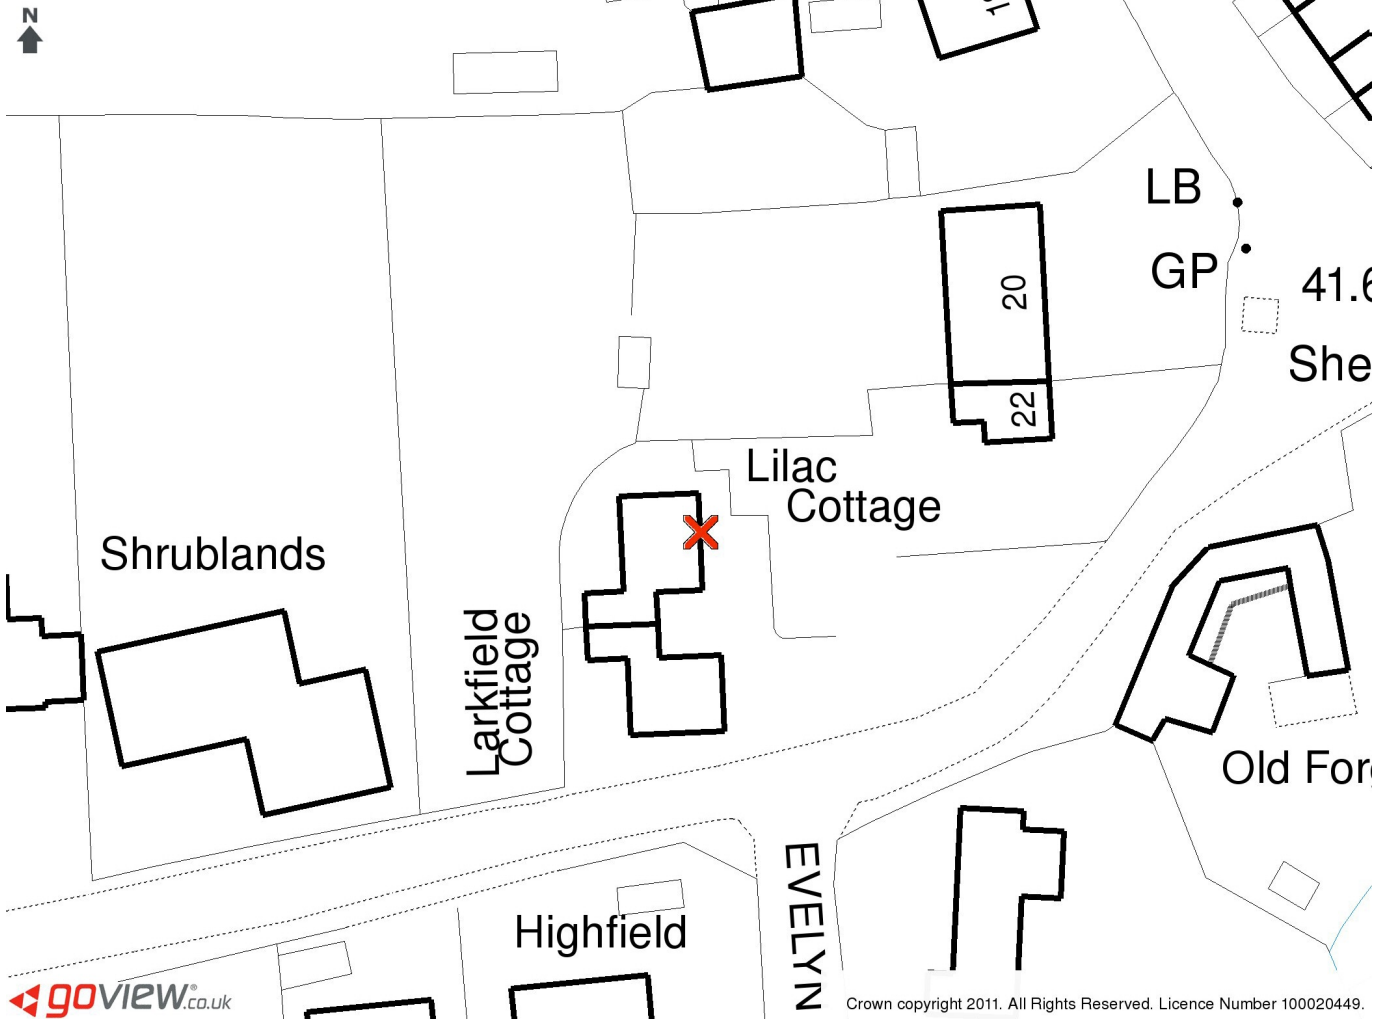 N
LB
GP
20
41.6
She
22
Lilac
Cottage
Shrublands
Larkfield
Cottage
Old For
EVELYN
Highfield
goview.co.uk
Crown copyright 2011. All Rights Reserved. Licence Number 100020449.